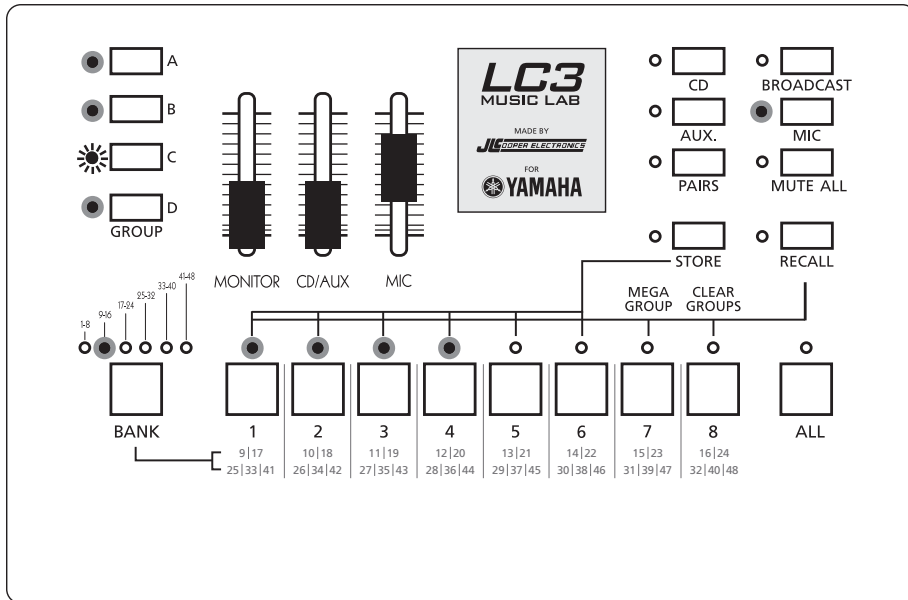 A
B
C
D
GROUP
LC3
MUSIC LAB
MADE BY
JLCOOPER ELECTRONICS
FOR
YAMAHA
CD
BROADCAST
AUX.
MIC
PAIRS
MUTE ALL
STORE
RECALL
MONITOR
CD/AUX
MIC
1-8
9-16
17-24
25-32
33-40
41-48
MEGA
GROUP
CLEAR
GROUPS
BANK
1
2
3
4
5
6
7
8
ALL
9|17
10|18
11|19
12|20
13|21
14|22
15|23
16|24
25|33|41
26|34|42
27|35|43
28|36|44
29|37|45
30|38|46
31|39|47
32|40|48